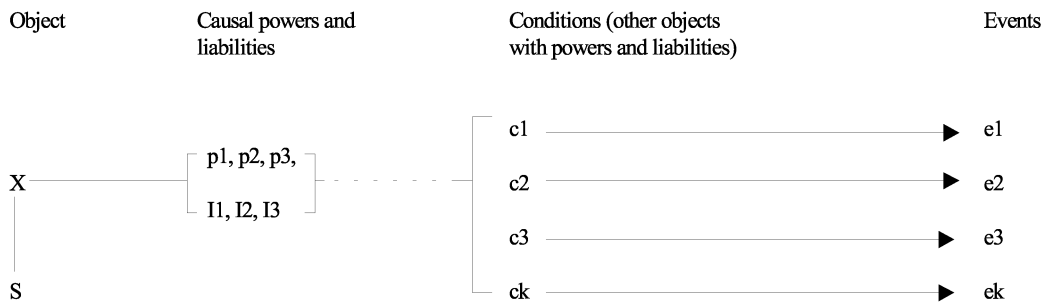 Object
Causal powers and
liabilities
Conditions (other objects
with powers and liabilities)
Events
X
p1, p2, p3,
I1, I2, I3
c1
e1
c2
e2
c3
e3
S
ck
ek